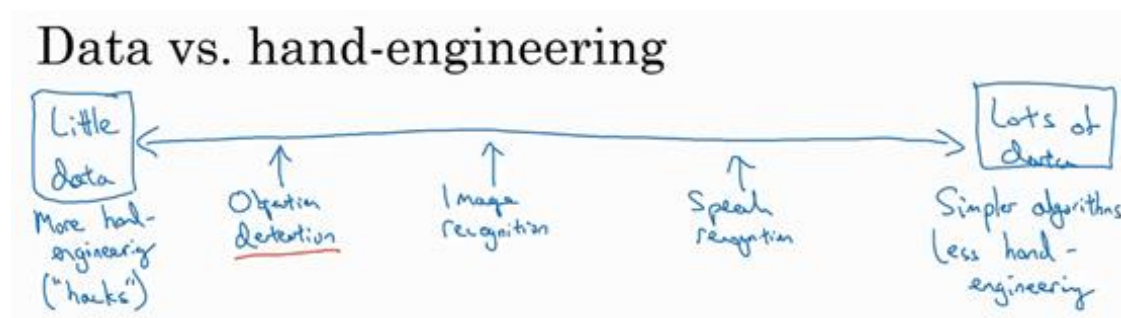 Data vs. hand-engineering
Little
data
Lots of
data
More hand-
engineering
("hacks")
detection
Image
recognition
Speech
recognition
Simpler algorithms
Less hand-
engineering